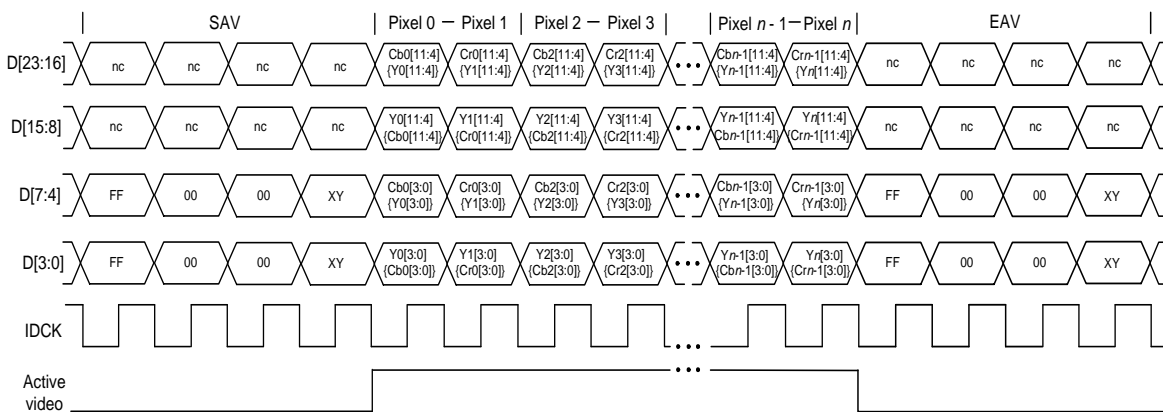 SAV Pixel 0 – Pixel 1 Pixel 2 – Pixel 3 Pixel n - 1 – Pixel n EAV
D[23:16] nc nc nc nc Cb0[11:4] Cr0[11:4] Cb2[11:4] Cr2[11:4] ••• Cbn-1[11:4] Crn-1[11:4] nc nc nc nc
{Y0[11:4]} {Y1[11:4]} {Y2[11:4]} {Y3[11:4]} {Yn-1[11:4]} {Yn[11:4]}
D[15:8] nc nc nc nc Y0[11:4] Y1[11:4] Y2[11:4] Y3[11:4] ••• Yn-1[11:4] Yn[11:4] nc nc nc nc
{Cb0[11:4]} {Cr0[11:4]} {Cb2[11:4]} {Cr2[11:4]} {Cbn-1[11:4]} {Crn-1[11:4]}
D[7:4] FF 00 00 XY Cb0[3:0] Cr0[3:0] Cb2[3:0] Cr2[3:0] ••• Cbn-1[3:0] Crn-1[3:0] FF 00 00 XY
{Y0[3:0]} {Y1[3:0]} {Y2[3:0]} {Y3[3:0]} {Yn-1[3:0]} {Yn[3:0]}
D[3:0] FF 00 00 XY Y0[3:0] Y1[3:0] Y2[3:0] Y3[3:0] ••• Yn-1[3:0] Yn[3:0] FF 00 00 XY
{Cb0[3:0]} {Cr0[3:0]} {Cb2[3:0]} {Cr2[3:0]} {Cbn-1[3:0]} {Crn-1[3:0]}
IDCK •••
Active •••
video